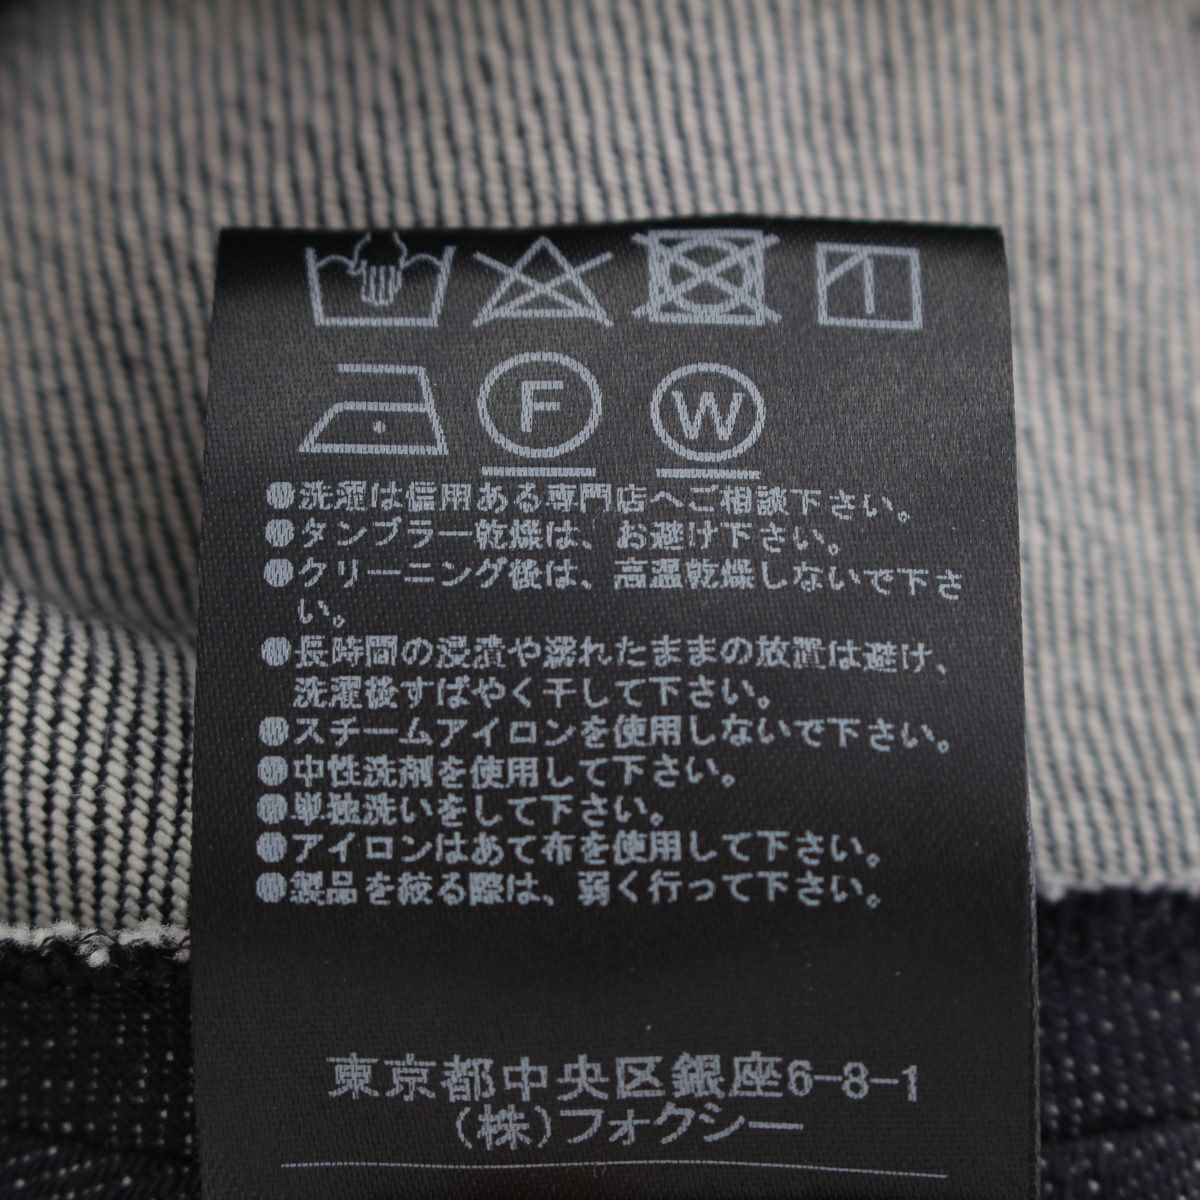 F W
●洗濯は信用ある専門店へご相談下さい。
●タンブラー乾燥は、お避け下さい。
●クリーニング後は、高温乾燥しないで下さ
い。
●長時間の浸漬や濡れたままの放置は避け、
洗濯後すばやく干して下さい。
●スチームアイロンを使用しないで下さい。
●中性洗剤を使用して下さい。
●単独洗いをして下さい。
●アイロンはあて布を使用して下さい。
●製品を絞る際は、弱く行って下さい。
東京都中央区銀座6-8-1
(株)フォクシー